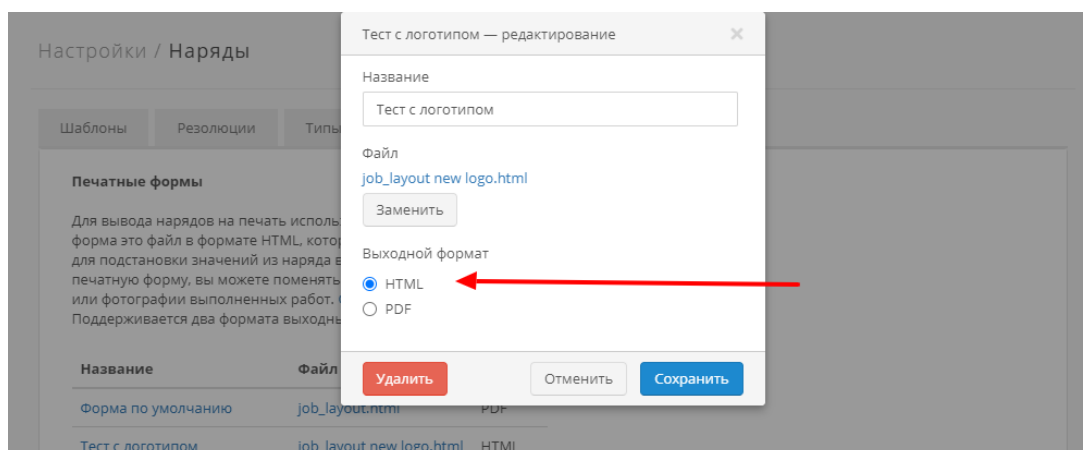 Тест с логотипом — редактирование
×
Настройки / Наряды
Название
Тест с логотипом
Шаблоны
Резолюции
Типы
Файл
job_layout new logo.html
Заменить
Печатные формы
Для вывода нарядов на печать исполь
форма это файл в формате HTML, кото
для подстановки значений из наряда в
печатную форму, вы можете поменять
или фотографии выполненных работ.
Поддерживается два формата выходны
Выходной формат
HTML
PDF
Название
Файл
Удалить
Отменить
Сохранить
Форма по умолчанию
job_layout.html
PDF
Тест с логотипом
job_layout new logo.html
HTML